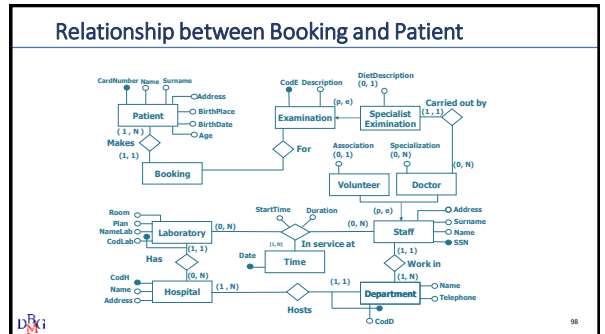 Relationship between Booking and Patient
CardNumber Name Surname
Address
BirthPlace
BirthDate
Age
Patient
( 1 , N )
Makes
(1, 1)
Booking
CodE Description
(p, e)
Examination
For
DietDescription
(0, 1)
Specialist
Eximination
(1 , 1)
Carried out by
(0, N)
Association
(0, 1)
Specialization
(0, N)
Volunteer
Doctor
(p, e)
Address
Surname
Name
SSN
Staff
Room
Plan
NameLab
CodLab
Laboratory
(0, N)
StartTime
Duration
(0, N)
In service at
(1, N)
Date
Time
(1, 1)
Has
(0, N)
CodH
Name
Address
Hospital
(1 , N)
Hosts
(1, 1)
(1, 1)
Work in
(1, N)
Department
Name
Telephone
CodD
DBMG
98